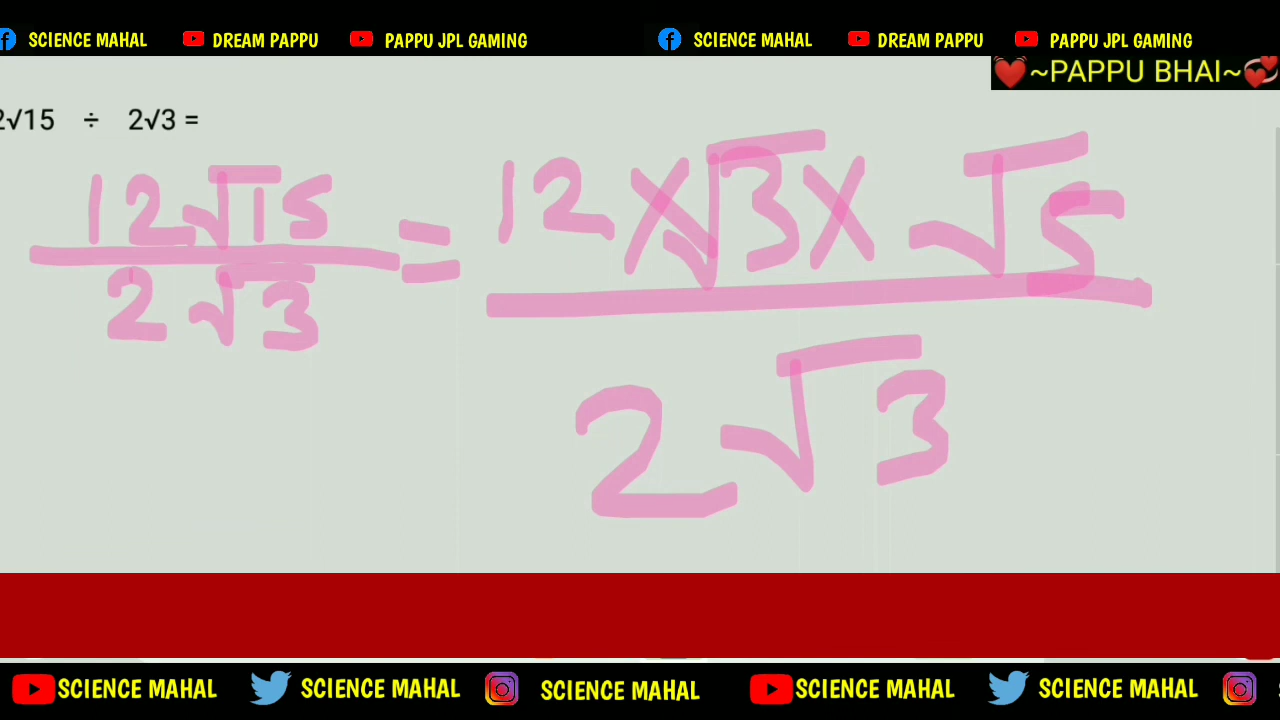 SCIENCE MAHAL DREAM PAPPU PAPPU JPL GAMING SCIENCE MAHAL DREAM PAPPU PAPPU JPL GAMING
~PAPPU BHAI~
2√15 ÷ 2√3 =
12√15 / 2√3 = 12 X √3 X √5 / 2√3
SCIENCE MAHAL SCIENCE MAHAL SCIENCE MAHAL SCIENCE MAHAL SCIENCE MAHAL